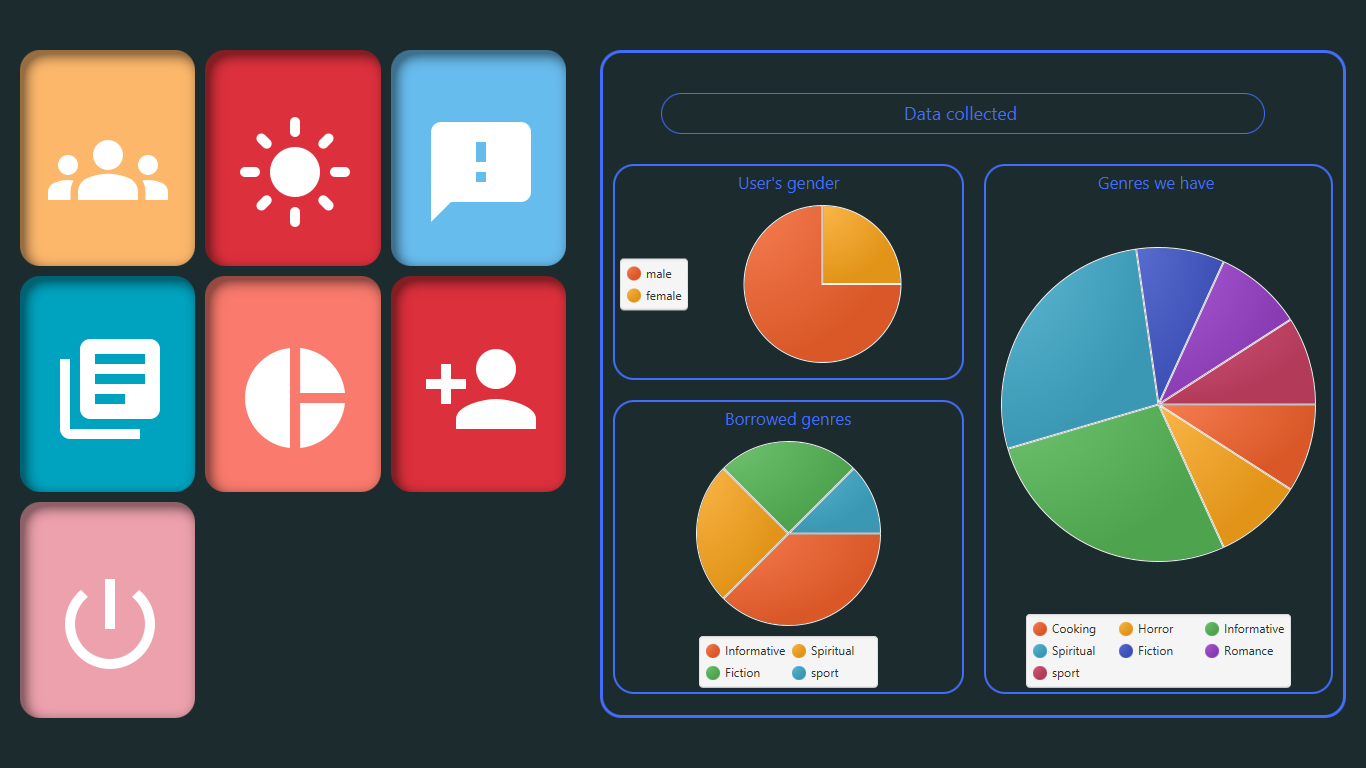 Data collected
User's gender
male
female
Borrowed genres
Informative Spiritual
Fiction sport
Genres we have
Cooking Horror Informative
Spiritual Fiction Romance
sport